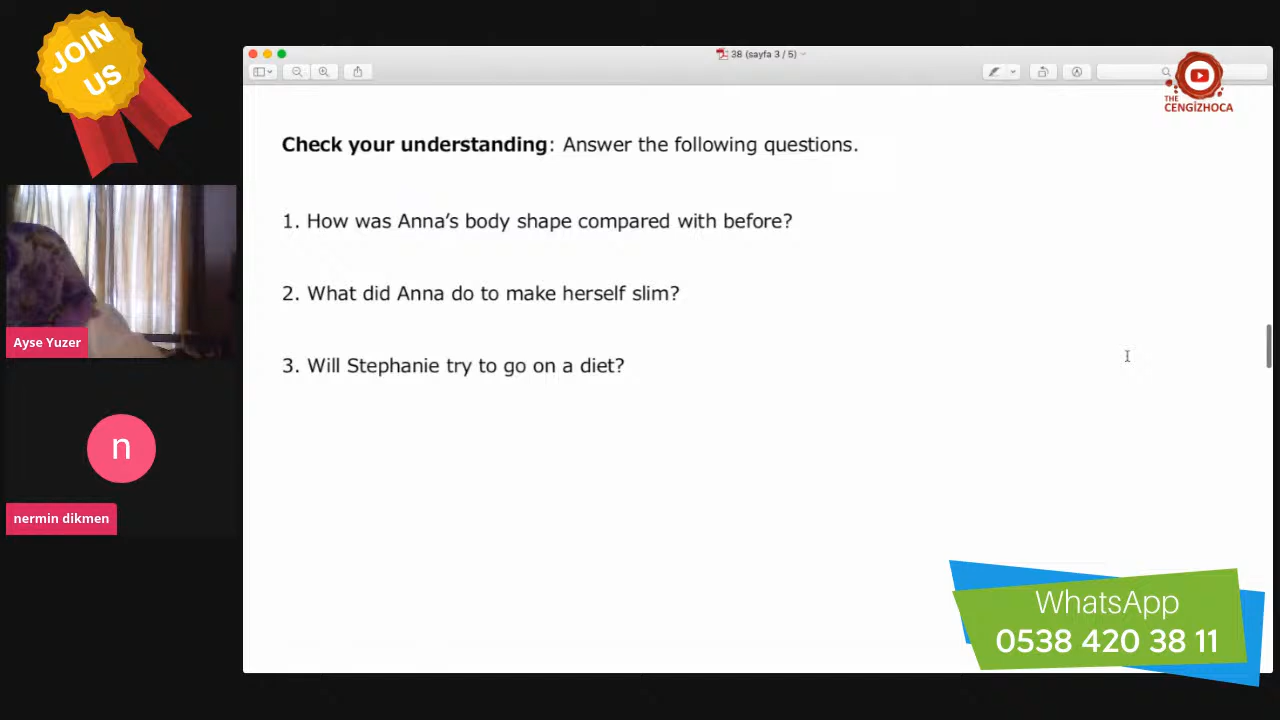 JOIN
US
38 (sayfa 3 / 5)
THE
CENGİZHOCA
Check your understanding: Answer the following questions.
1. How was Anna’s body shape compared with before?
2. What did Anna do to make herself slim?
3. Will Stephanie try to go on a diet?
Ayse Yuzer
n
nermin dikmen
WhatsApp
0538 420 38 11